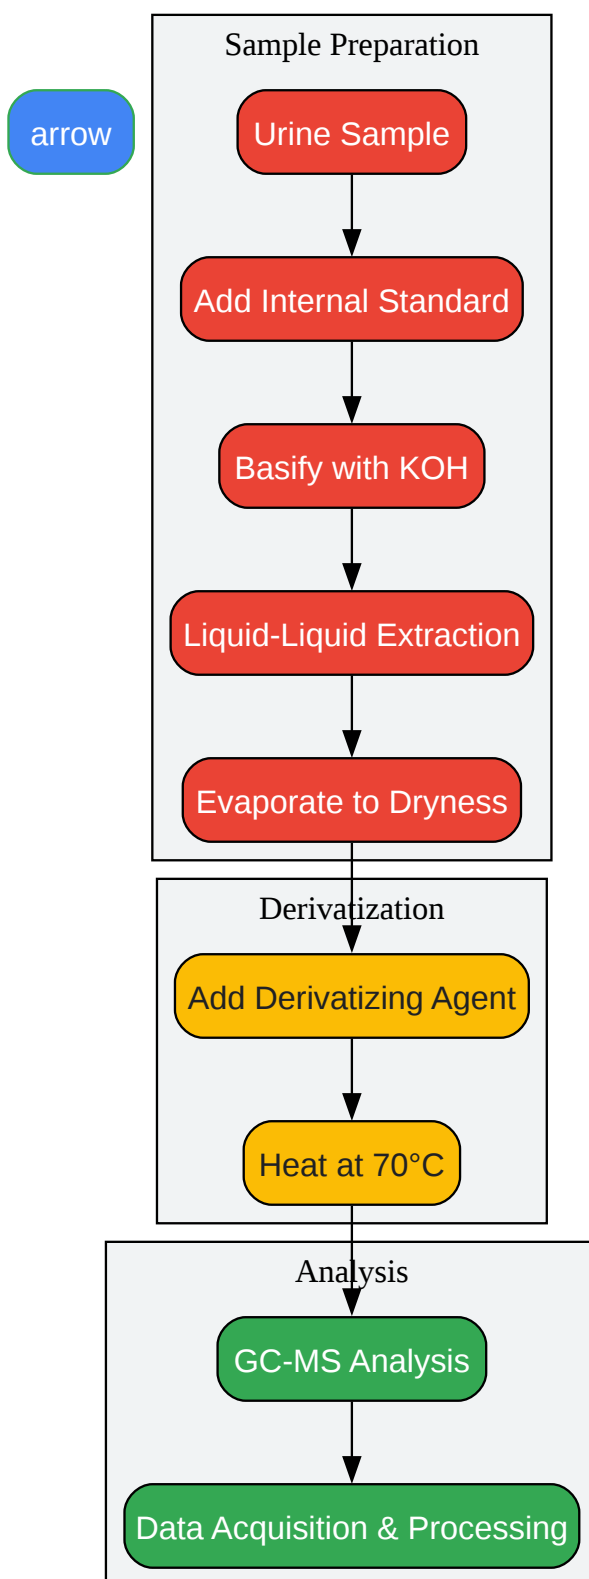 Sample Preparation
arrow
Urine Sample
Add Internal Standard
Basify with KOH
Liquid-Liquid Extraction
Evaporate to Dryness
Derivatization
Add Derivatizing Agent
Heat at 70°C
Analysis
GC-MS Analysis
Data Acquisition & Processing